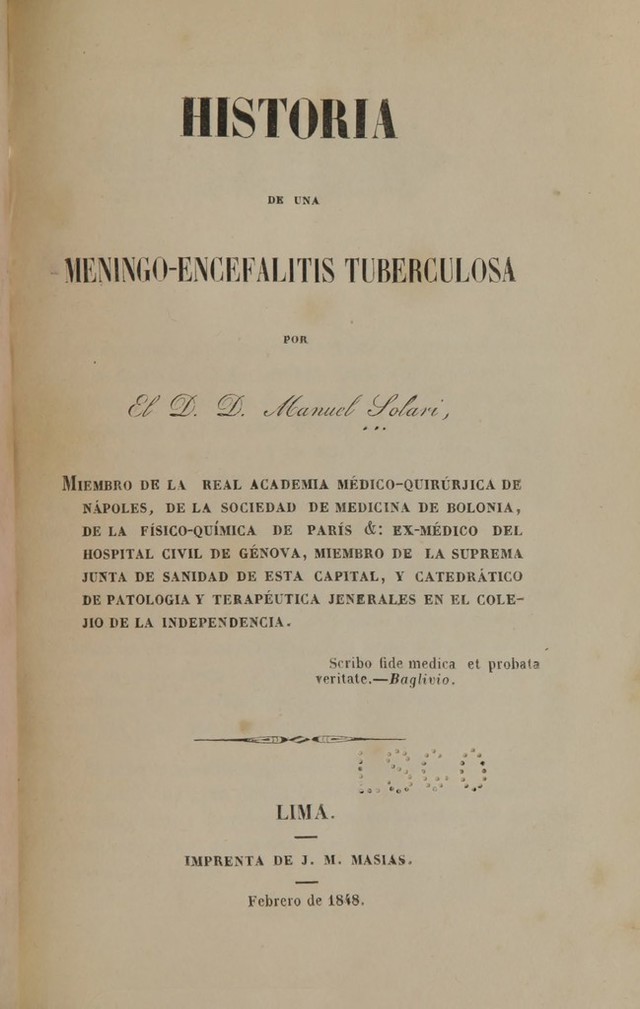 HISTORIA
DE UNA
MENINGO-ENCEFALITIS TUBERCULOSA
POR
El D. D. Manuel Solari,
MIEMBRO DE LA REAL ACADEMIA MÉDICO-QUIRÚRJICA DE
NÁPOLES, DE LA SOCIEDAD DE MEDICINA DE BOLONIA,
DE LA FÍSICO-QUÍMICA DE PARÍS &: EX-MÉDICO DEL
HOSPITAL CIVIL DE GÉNOVA, MIEMBRO DE LA SUPREMA
JUNTA DE SANIDAD DE ESTA CAPITAL, Y CATEDRÁTICO
DE PATOLOGIA Y TERAPÉUTICA JENERALES EN EL COLE-
JIO DE LA INDEPENDENCIA.
Scribo fide medica et probata
veritate.—Baglivio.
LSGO
LIMA.
IMPRENTA DE J. M. MASIAS.
Febrero de 1848.